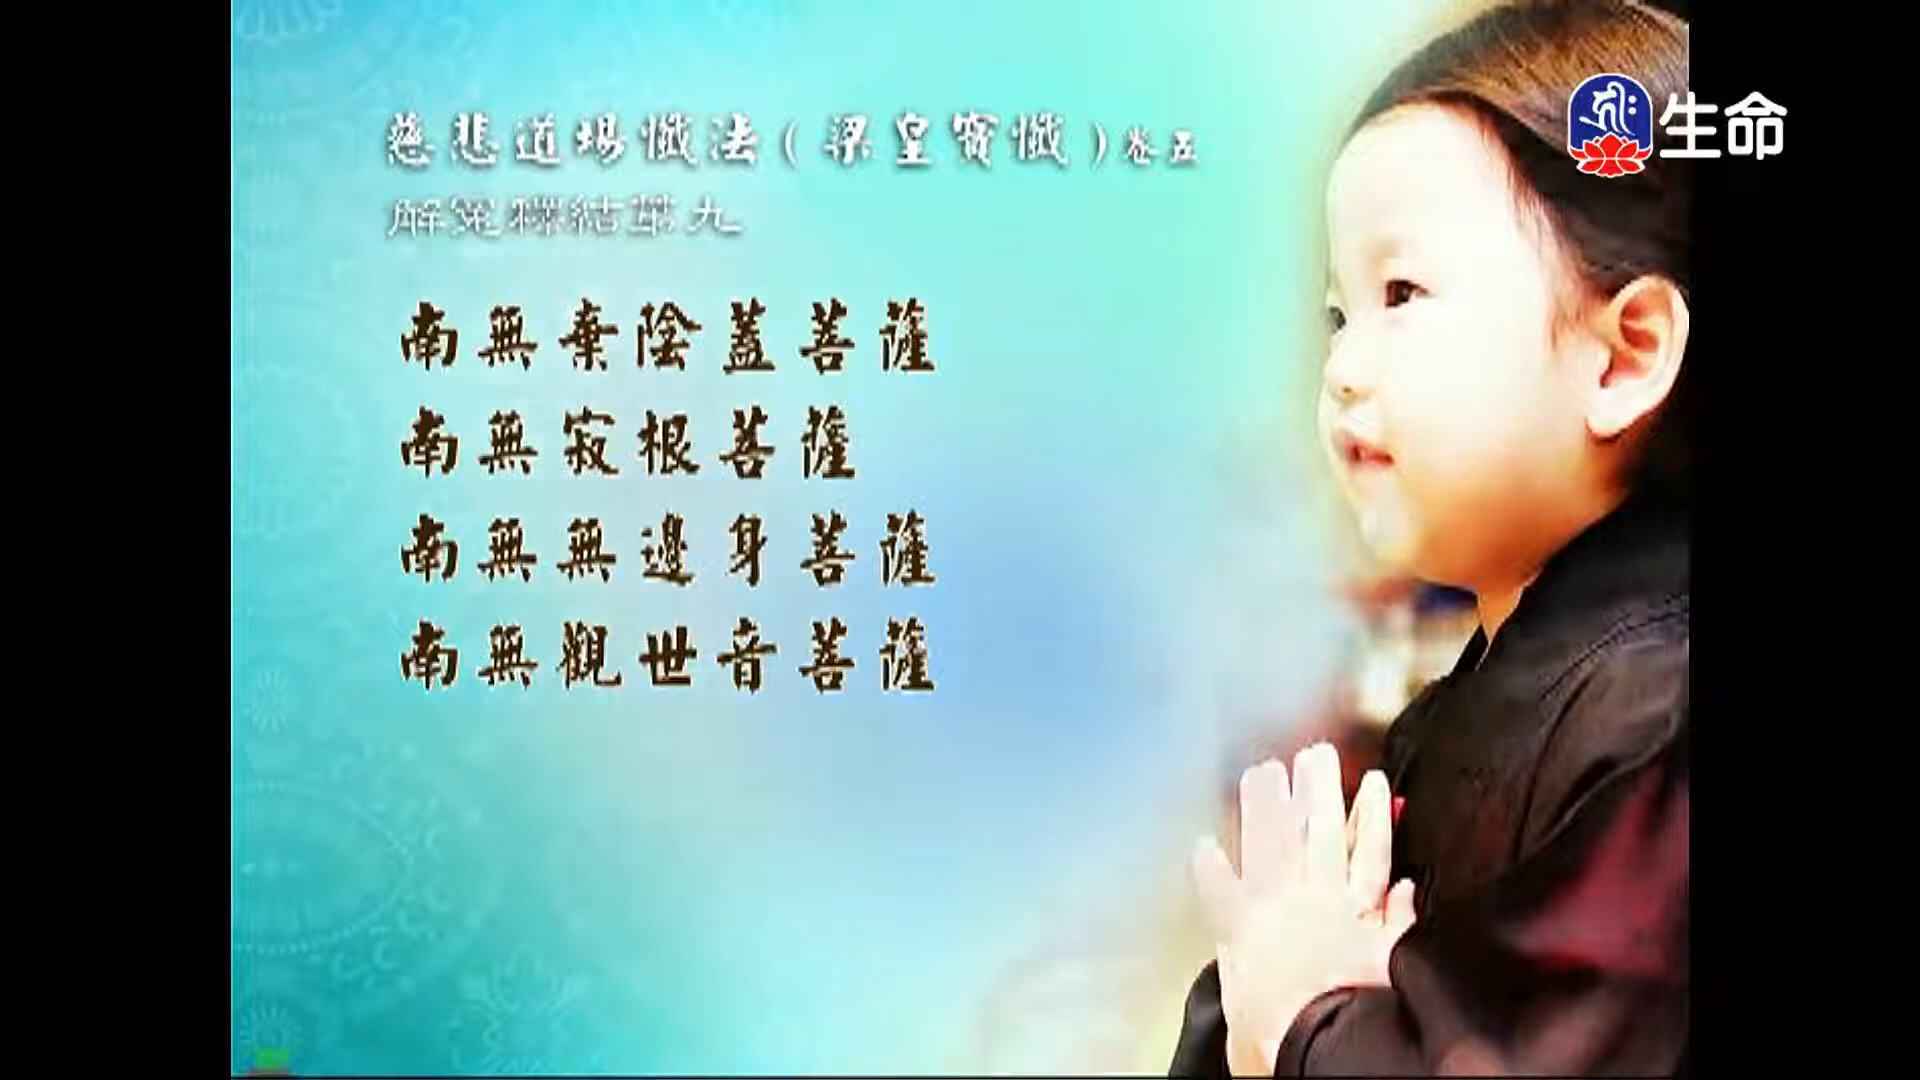 慈悲道場懺法(梁皇寶懺)卷五
解冤釋結第九
南無棄陰蓋菩薩
南無寂根菩薩
南無無邊身菩薩
南無觀世音菩薩
生命